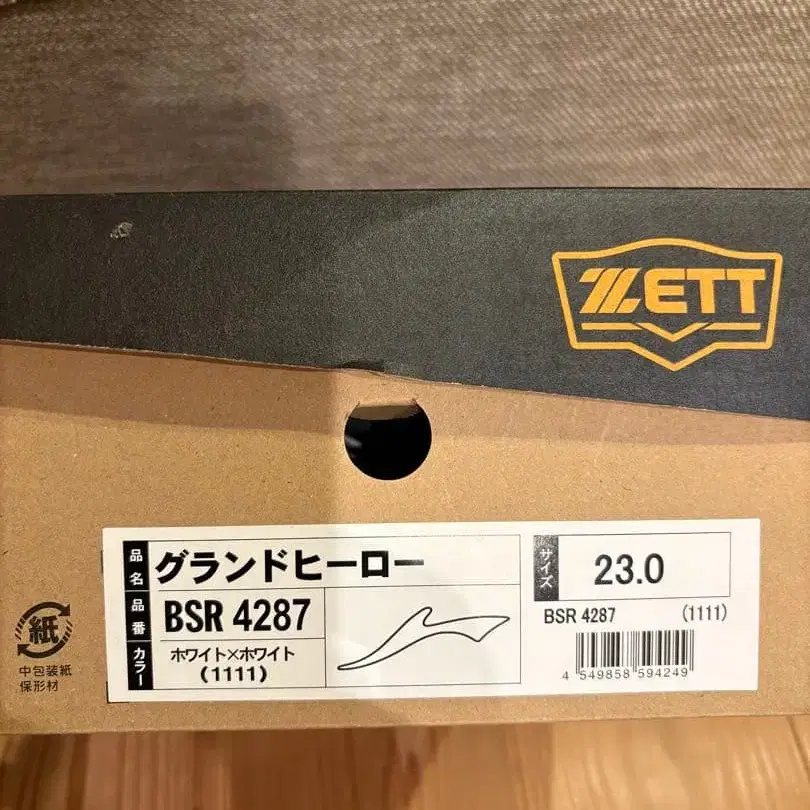 ZETT
品名 グランドヒーロー
品番 BSR 4287
カラー ホワイト×ホワイト
(1111)
サイズ 23.0
BSR 4287 (1111)
4 549858 594249
紙
中包装紙
保形材